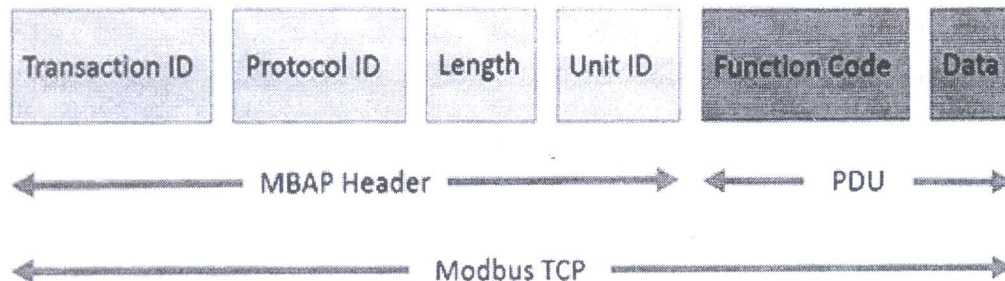 Transaction ID Protocol ID Length Unit ID Function Code Data
MBAP Header PDU
Modbus TCP